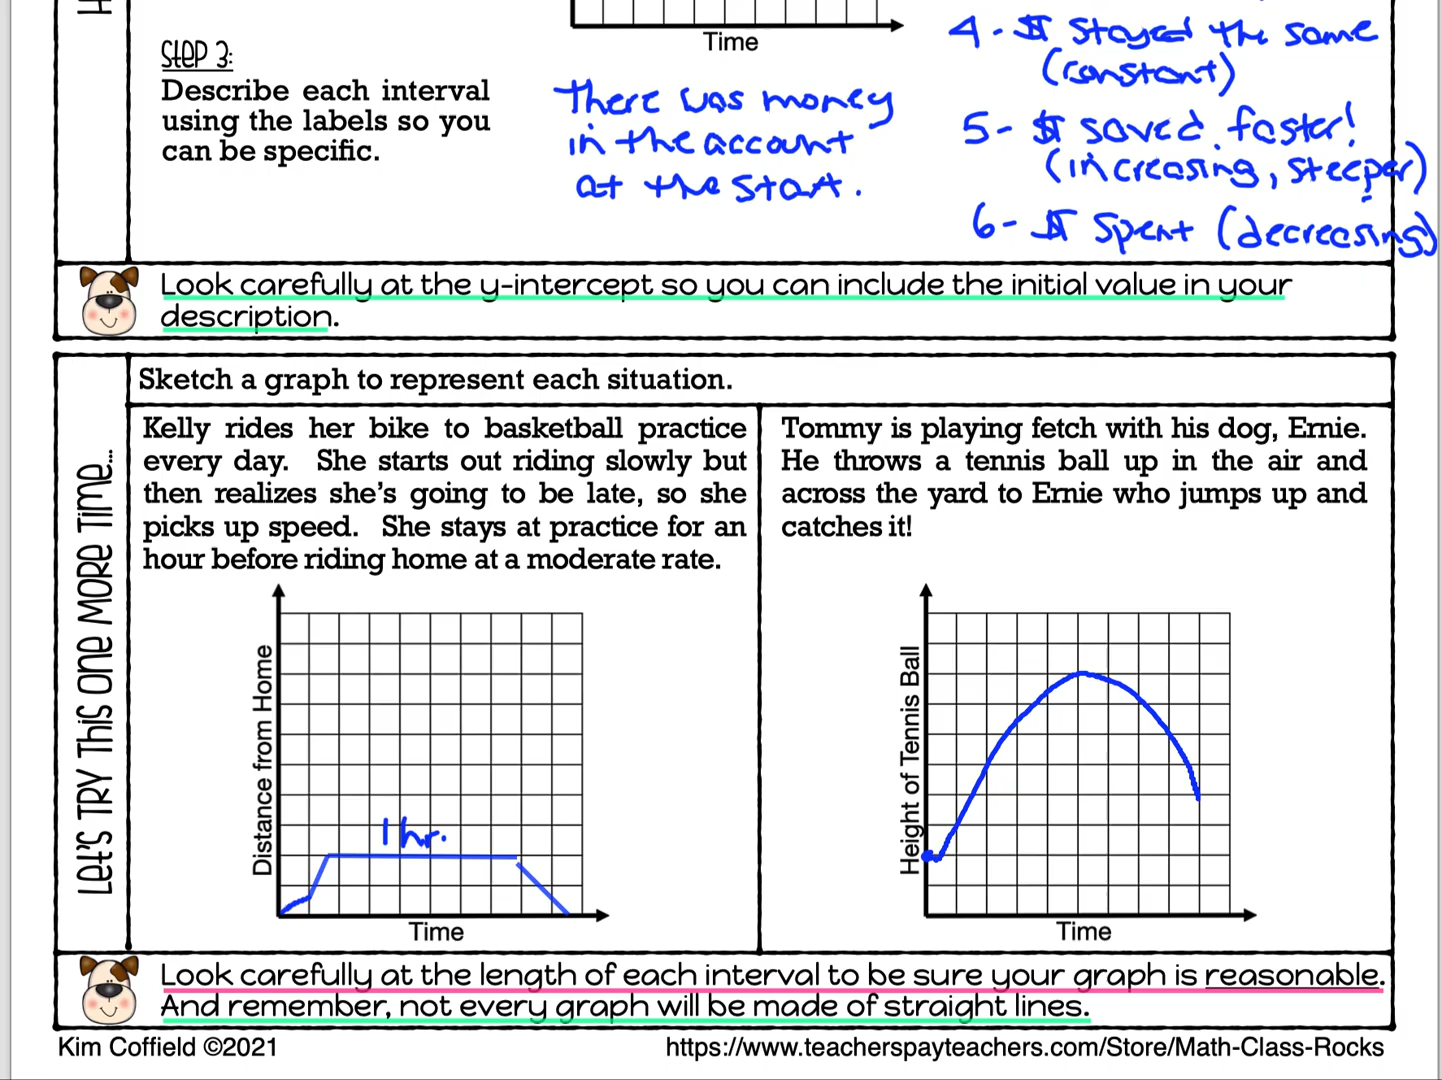 H
Time
STEP 3:
Describe each interval
using the labels so you
can be specific.
There was money
in the account
at the start.
4 - $ stayed the same
(constant)
5 - $ saved faster!
(increasing, steeper)
6 - $ spent (decreasing)
Look carefully at the y-intercept so you can include the initial value in your
description.
Let's TRY THIS ONE MORE TIME...
Sketch a graph to represent each situation.
Kelly rides her bike to basketball practice
every day. She starts out riding slowly but
then realizes she's going to be late, so she
picks up speed. She stays at practice for an
hour before riding home at a moderate rate.
Distance from Home
1 hr.
Time
Tommy is playing fetch with his dog, Ernie.
He throws a tennis ball up in the air and
across the yard to Ernie who jumps up and
catches it!
Height of Tennis Ball
Time
Look carefully at the length of each interval to be sure your graph is reasonable.
And remember, not every graph will be made of straight lines.
Kim Coffield ©2021
https://www.teacherspayteachers.com/Store/Math-Class-Rocks